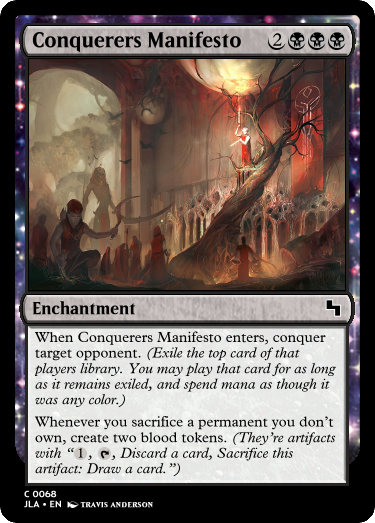 Conquerers Manifesto 2
Enchantment
When Conquerers Manifesto enters, conquer
target opponent. (Exile the top card of that
players library. You may play that card for as long
as it remains exiled, and spend mana as though it
was any color.)
Whenever you sacrifice a permanent you don't
own, create two blood tokens. (They're artifacts
with “1, , Discard a card, Sacrifice this
artifact: Draw a card.”)
C 0068
JLA • EN TRAVIS ANDERSON